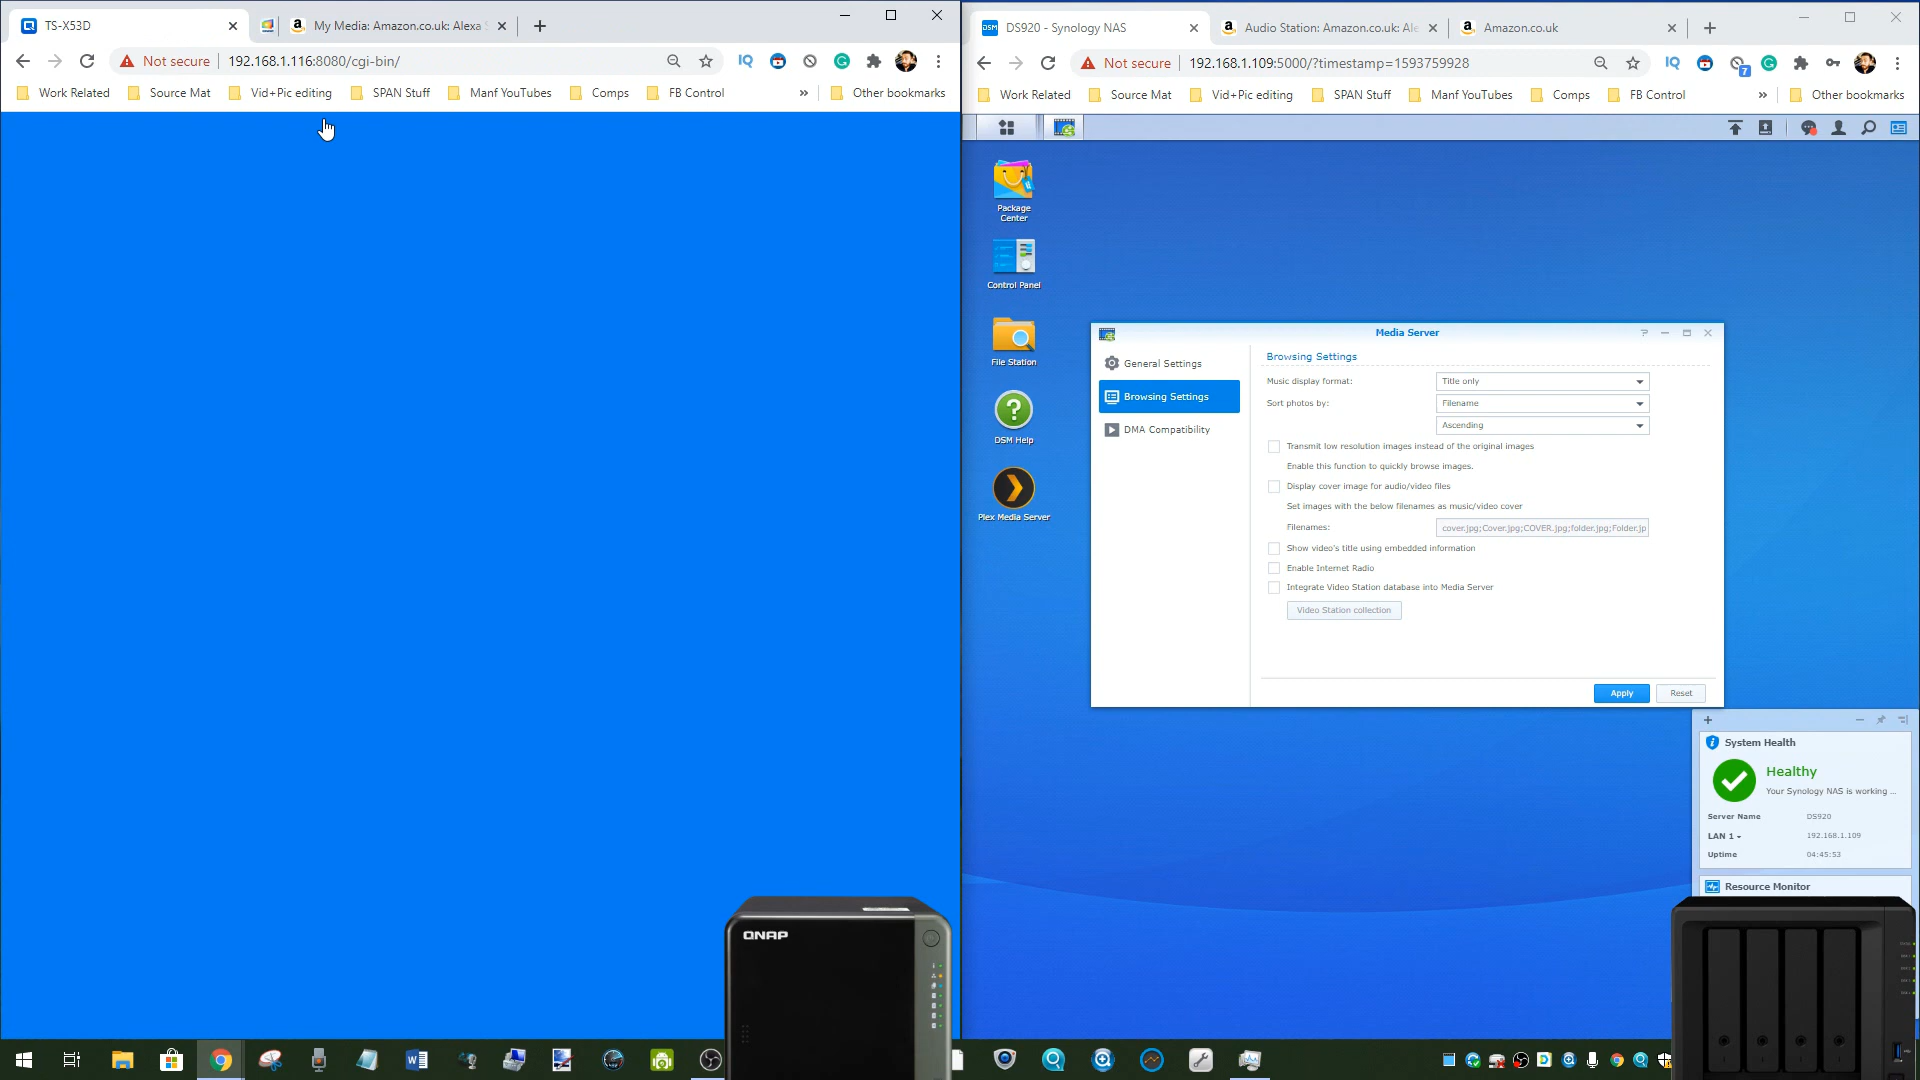 TS-X53D
My Media: Amazon.co.uk: Alexa S
Not secure
192.168.1.116:8080/cgi-bin/
Work Related
Source Mat
Vid+Pic editing
SPAN Stuff
Manf YouTubes
Comps
FB Control
»
Other bookmarks
QNAP
DS920 - Synology NAS
Audio Station: Amazon.co.uk: Ale
Amazon.co.uk
Not secure
192.168.1.109:5000/?timestamp=1593759928
7
Work Related
Source Mat
Vid+Pic editing
SPAN Stuff
Manf YouTubes
Comps
FB Control
»
Other bookmarks
Package
Center
Control Panel
File Station
DSM Help
Plex Media Server
Media Server
General Settings
Browsing Settings
DMA Compatibility
Browsing Settings
Music display format:
Title only
Sort photos by:
Filename
Ascending
Transmit low resolution images instead of the original images
Enable this function to quickly browse images.
Display cover image for audio/video files
Set images with the below filenames as music/video cover
Filenames:
cover.jpg;Cover.jpg;COVER.jpg;folder.jpg;Folder.jp
Show video's title using embedded information
Enable Internet Radio
Integrate Video Station database into Media Server
Video Station collection
Apply
Reset
System Health
Healthy
Your Synology NAS is working ...
Server Name
DS920
LAN 1
192.168.1.109
Uptime
04:45:53
Resource Monitor